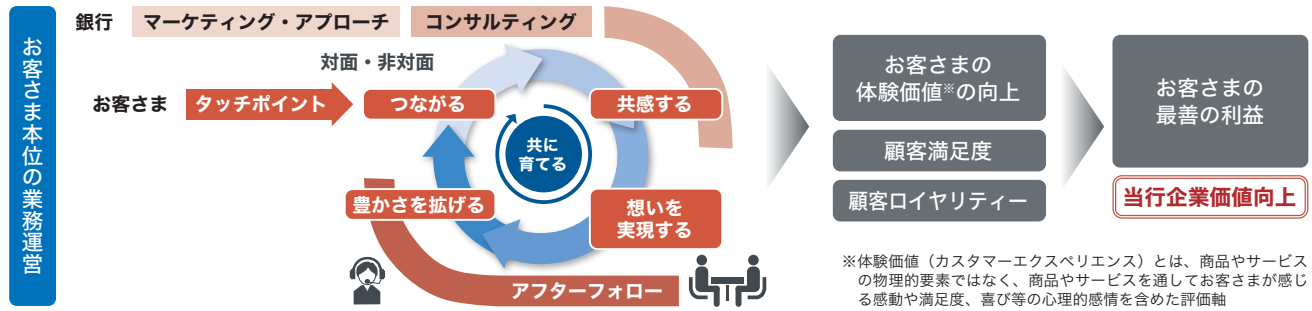 お客さま本位の業務運営
銀行 マーケティング・アプローチ コンサルティング
対面・非対面
お客さま タッチポイント つながる 共感する
共に
育てる
豊かさを拡げる
想いを
実現する
アフターフォロー
お客さまの
体験価値※の向上
顧客満足度
顧客ロイヤリティー
お客さまの
最善の利益
当行企業価値向上
※体験価値（カスタマーエクスペリエンス）とは、商品やサービス
の物理的要素ではなく、商品やサービスを通してお客さまが感じ
る感動や満足度、喜び等の心理的感情を含めた評価軸